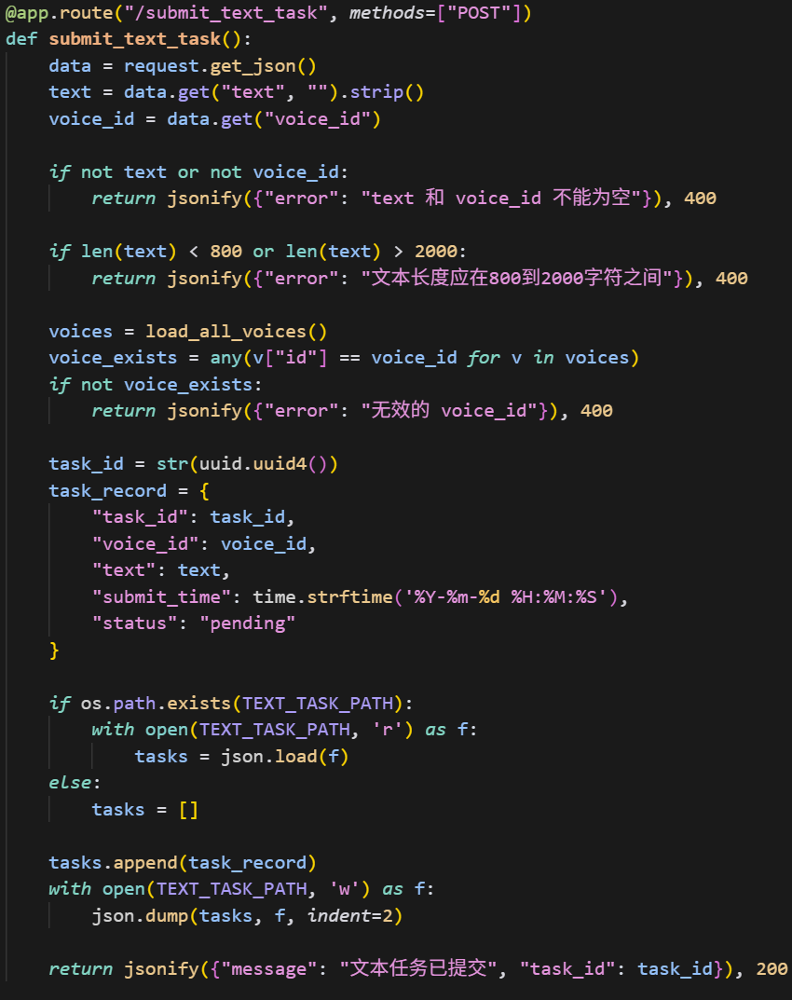 @app.route("/submit_text_task", methods=["POST"])
def submit_text_task():
    data = request.get_json()
    text = data.get("text", "").strip()
    voice_id = data.get("voice_id")

    if not text or not voice_id:
        return jsonify({"error": "text 和 voice_id 不能为空"}), 400

    if len(text) < 800 or len(text) > 2000:
        return jsonify({"error": "文本长度应在800到2000字符之间"}), 400

    voices = load_all_voices()
    voice_exists = any(v["id"] == voice_id for v in voices)
    if not voice_exists:
        return jsonify({"error": "无效的 voice_id"}), 400

    task_id = str(uuid.uuid4())
    task_record = {
        "task_id": task_id,
        "voice_id": voice_id,
        "text": text,
        "submit_time": time.strftime('%Y-%m-%d %H:%M:%S'),
        "status": "pending"
    }

    if os.path.exists(TEXT_TASK_PATH):
        with open(TEXT_TASK_PATH, 'r') as f:
            tasks = json.load(f)
    else:
        tasks = []

    tasks.append(task_record)
    with open(TEXT_TASK_PATH, 'w') as f:
        json.dump(tasks, f, indent=2)

    return jsonify({"message": "文本任务已提交", "task_id": task_id}), 200